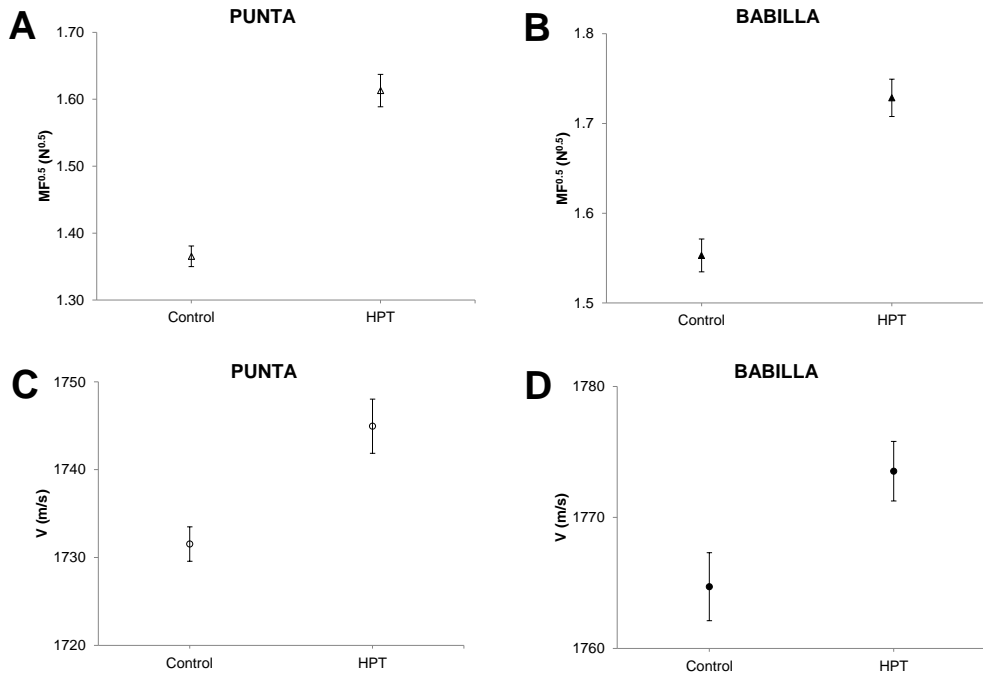 A
PUNTA
1.70
1.60
1.50
1.40
1.30
MF0.5 (N0.5)
Control
HPT
B
BABILLA
1.8
1.7
1.6
1.5
MF0.5 (N0.5)
Control
HPT
C
PUNTA
1750
1740
1730
1720
V (m/s)
Control
HPT
D
BABILLA
1780
1770
1760
V (m/s)
Control
HPT